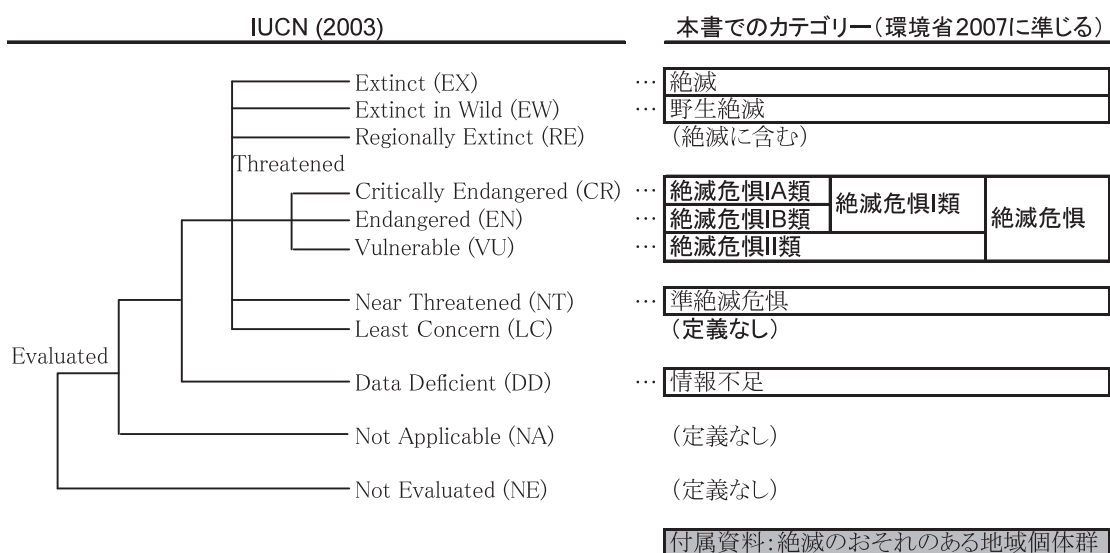 IUCN (2003) 本書でのカテゴリー(環境省2007に準じる)
Extinct (EX) … 絶滅
Extinct in Wild (EW) … 野生絶滅
Regionally Extinct (RE) (絶滅に含む)
Threatened
Critically Endangered (CR) … 絶滅危惧IA類 絶滅危惧I類 絶滅危惧
Endangered (EN) … 絶滅危惧IB類
Vulnerable (VU) … 絶滅危惧II類
Near Threatened (NT) … 準絶滅危惧
Least Concern (LC) (定義なし)
Evaluated
Data Deficient (DD) … 情報不足
Not Applicable (NA) (定義なし)
Not Evaluated (NE) (定義なし)
付属資料:絶滅のおそれのある地域個体群